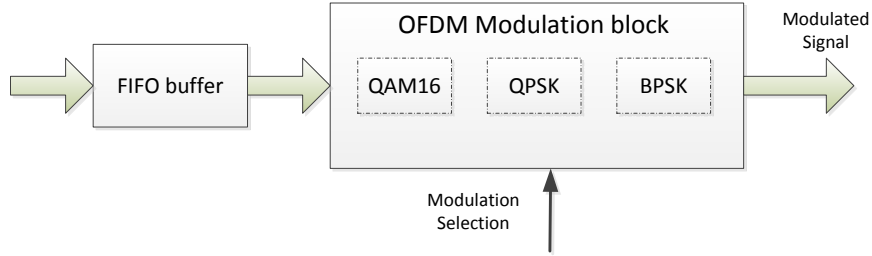 OFDM Modulation block
Modulated
Signal
FIFO buffer
QAM16
QPSK
BPSK
Modulation
Selection